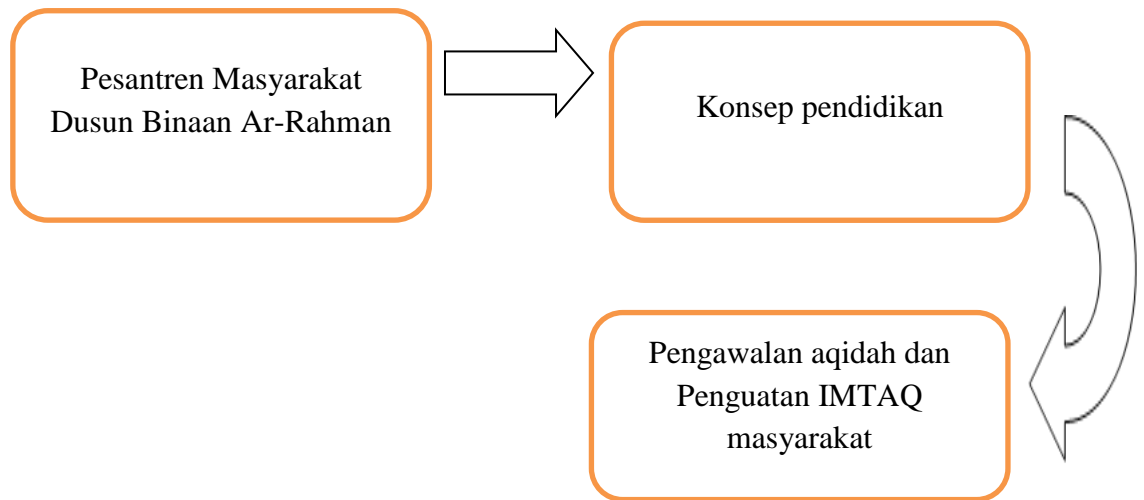 Pesantren Masyarakat
Dusun Binaan Ar-Rahman
Konsep pendidikan
Pengawalan aqidah dan
Penguatan IMTAQ
masyarakat